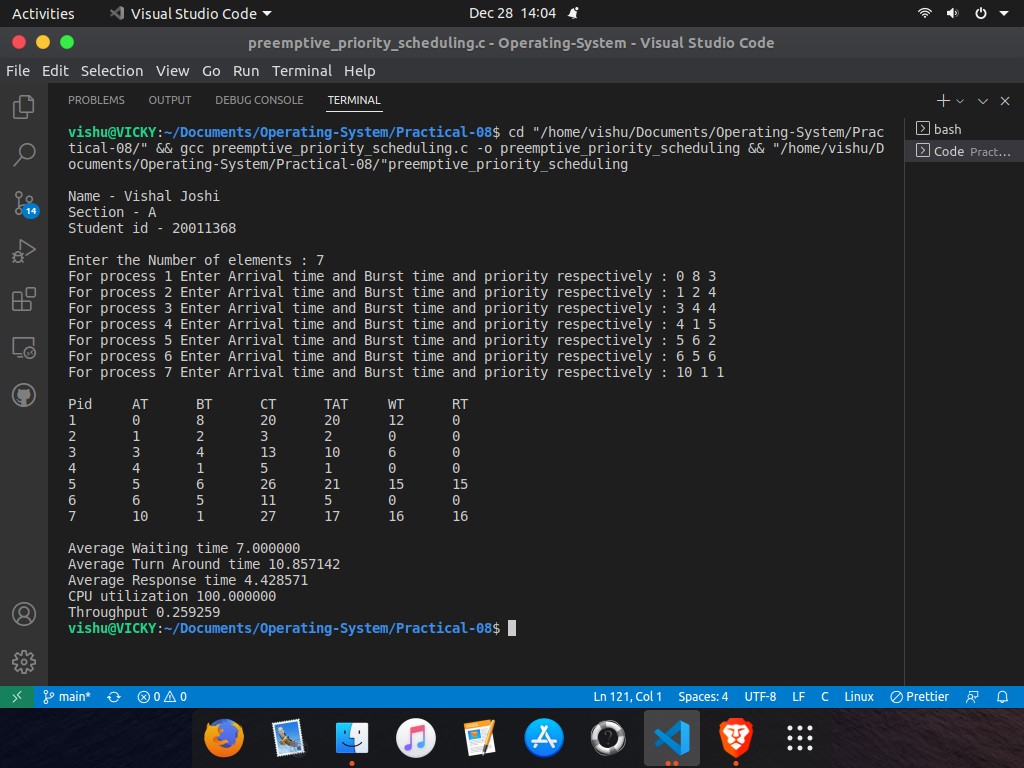 Activities
Visual Studio Code
Dec 28 14:04
preemptive_priority_scheduling.c - Operating-System - Visual Studio Code
File Edit Selection View Go Run Terminal Help
PROBLEMS OUTPUT DEBUG CONSOLE TERMINAL
vishu@VICKY:~/Documents/Operating-System/Practical-08$ cd "/home/vishu/Documents/Operating-System/Prac
tical-08/" && gcc preemptive_priority_scheduling.c -o preemptive_priority_scheduling && "/home/vishu/D
ocuments/Operating-System/Practical-08/"preemptive_priority_scheduling
Name - Vishal Joshi
Section - A
Student id - 20011368
Enter the Number of elements : 7
For process 1 Enter Arrival time and Burst time and priority respectively : 0 8 3
For process 2 Enter Arrival time and Burst time and priority respectively : 1 2 4
For process 3 Enter Arrival time and Burst time and priority respectively : 3 4 4
For process 4 Enter Arrival time and Burst time and priority respectively : 4 1 5
For process 5 Enter Arrival time and Burst time and priority respectively : 5 6 2
For process 6 Enter Arrival time and Burst time and priority respectively : 6 5 6
For process 7 Enter Arrival time and Burst time and priority respectively : 10 1 1
Pid AT BT CT TAT WT RT
1 0 8 20 20 12 0
2 1 2 3 2 0 0
3 3 4 13 10 6 0
4 4 1 5 1 0 0
5 5 6 26 21 15 15
6 6 5 11 5 0 0
7 10 1 27 17 16 16
Average Waiting time 7.000000
Average Turn Around time 10.857142
Average Response time 4.428571
CPU utilization 100.000000
Throughput 0.259259
vishu@VICKY:~/Documents/Operating-System/Practical-08$
bash
Code Pract...
14
main* 0 0
Ln 121, Col 1 Spaces: 4 UTF-8 LF C Linux Prettier